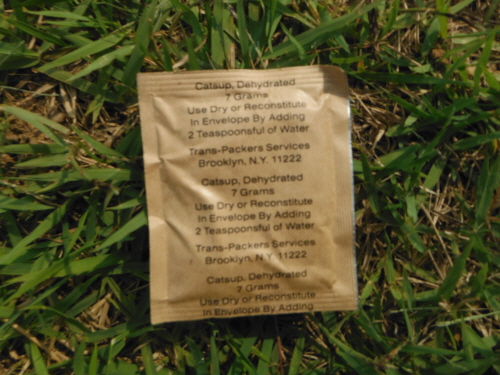 Catsup, Dehydrated
7 Grams
Use Dry or Reconstitute
In Envelope By Adding
2 Teaspoonsful of Water
Trans-Packers Services
Brooklyn, N.Y. 11222
Catsup, Dehydrated
7 Grams
Use Dry or Reconstitute
In Envelope By Adding
2 Teaspoonsful of Water
Trans-Packers Services
Brooklyn, N.Y. 11222
Catsup, Dehydrated
7 Grams
Use Dry or Reconstitute
In Envelope By Adding